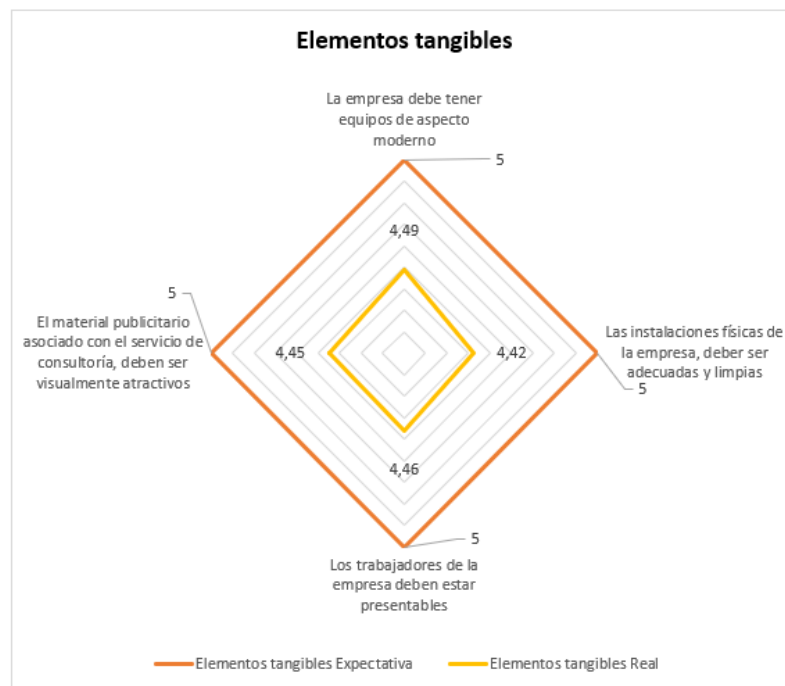 Elementos tangibles
La empresa debe tener
equipos de aspecto
moderno
5
4,49
5
El material publicitario
asociado con el servicio de
consultoría, deben ser
visualmente atractivos
4,45
4,42
Las instalaciones físicas de
la empresa, deber ser
adecuadas y limpias
5
4,46
5
Los trabajadores de la
empresa deben estar
presentables
Elementos tangibles Expectativa
Elementos tangibles Real